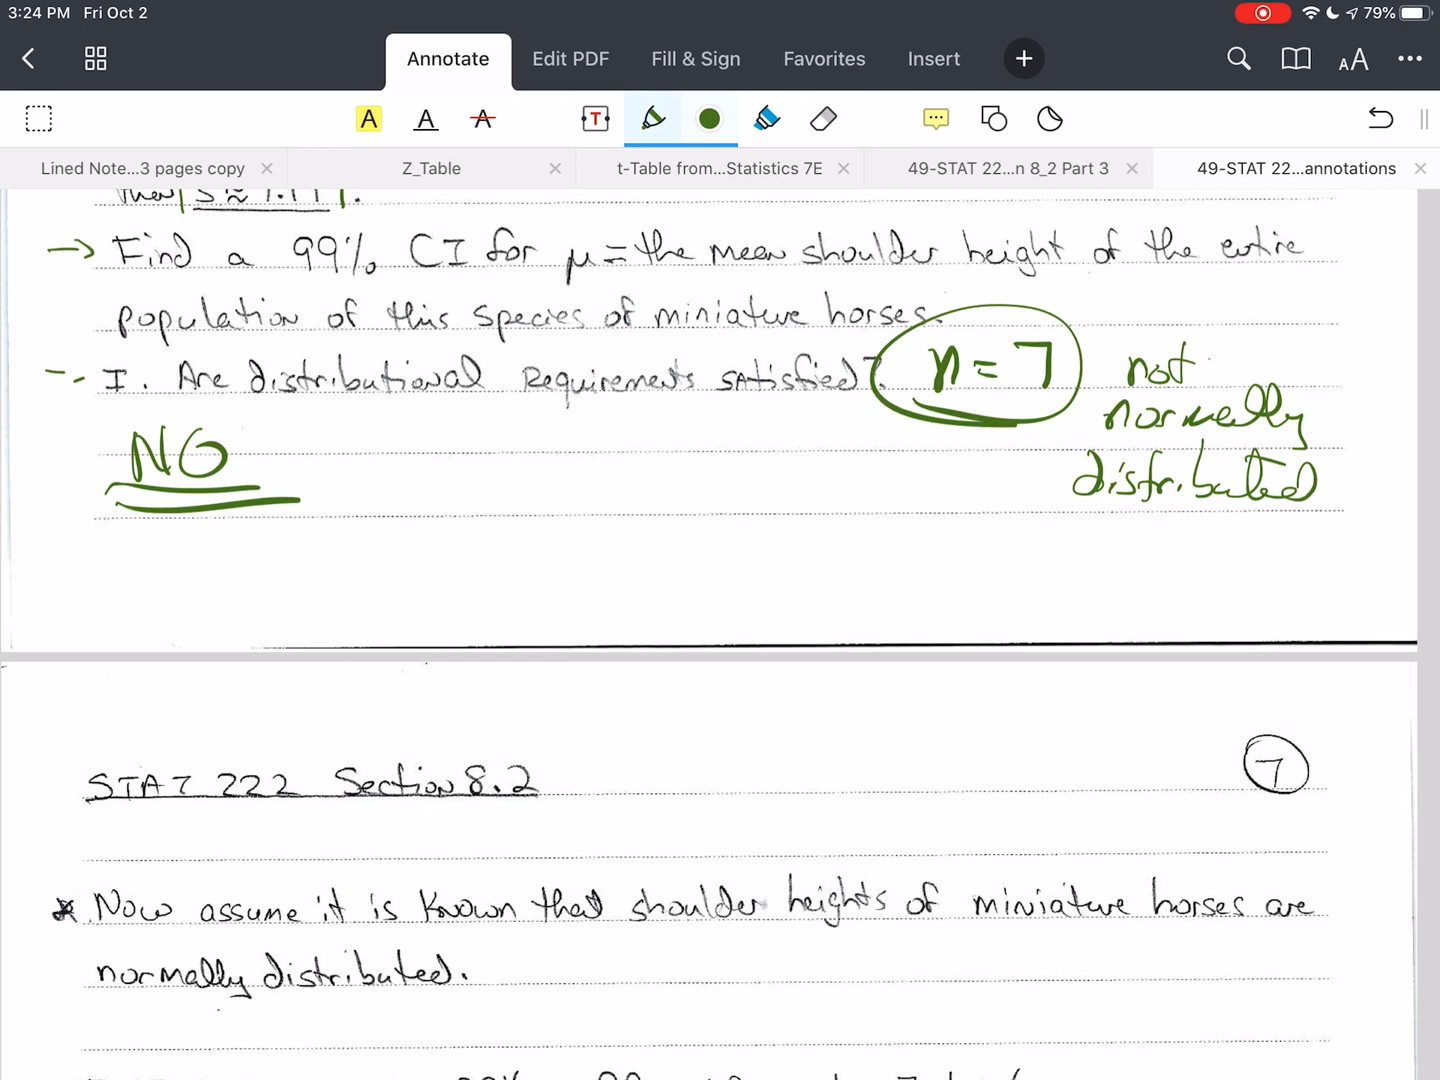 3:24 PM Fri Oct 2
79%
Annotate Edit PDF Fill & Sign Favorites Insert
A A A T AA
Lined Note...3 pages copy Z_Table t-Table from...Statistics 7E 49-STAT 22...n 8_2 Part 3 49-STAT 22...annotations
→ Find a 99% CI for μ = the mean shoulder height of the entire
population of this species of miniature horses.
I. Are distributional requirements satisfied? n = 7 not
normally
NO distributed
STAT 222 Section 8.2 7
* Now assume it is known that shoulder heights of miniature horses are
normally distributed.